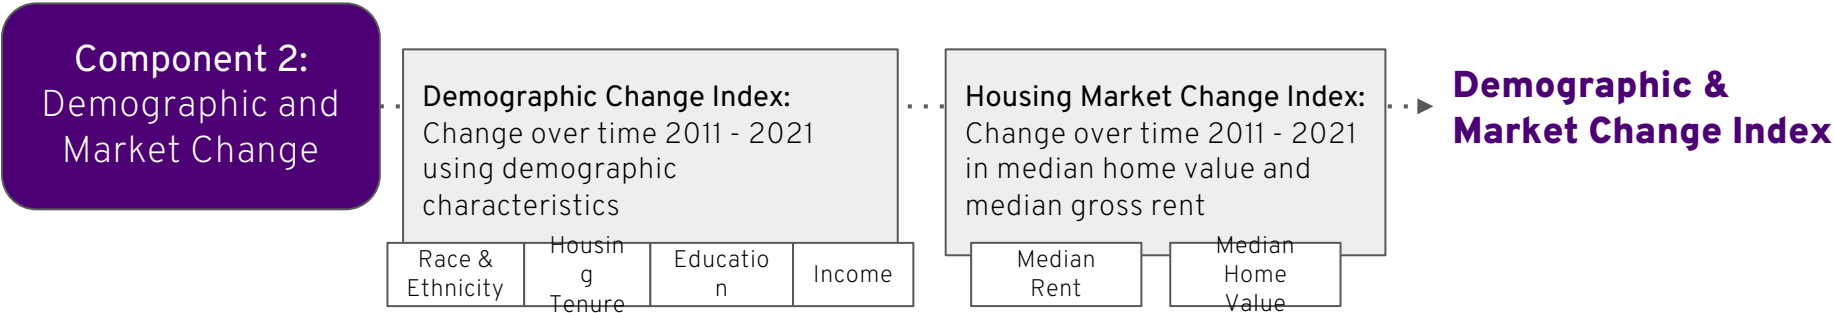 Component 2:
Demographic and
Market Change
Demographic Change Index:
Change over time 2011 - 2021
using demographic
characteristics
Race &
Ethnicity
Housin
g
Tenure
Educatio
n
Income
Housing Market Change Index:
Change over time 2011 - 2021
in median home value and
median gross rent
Median
Rent
Median
Home
Value
Demographic &
Market Change Index